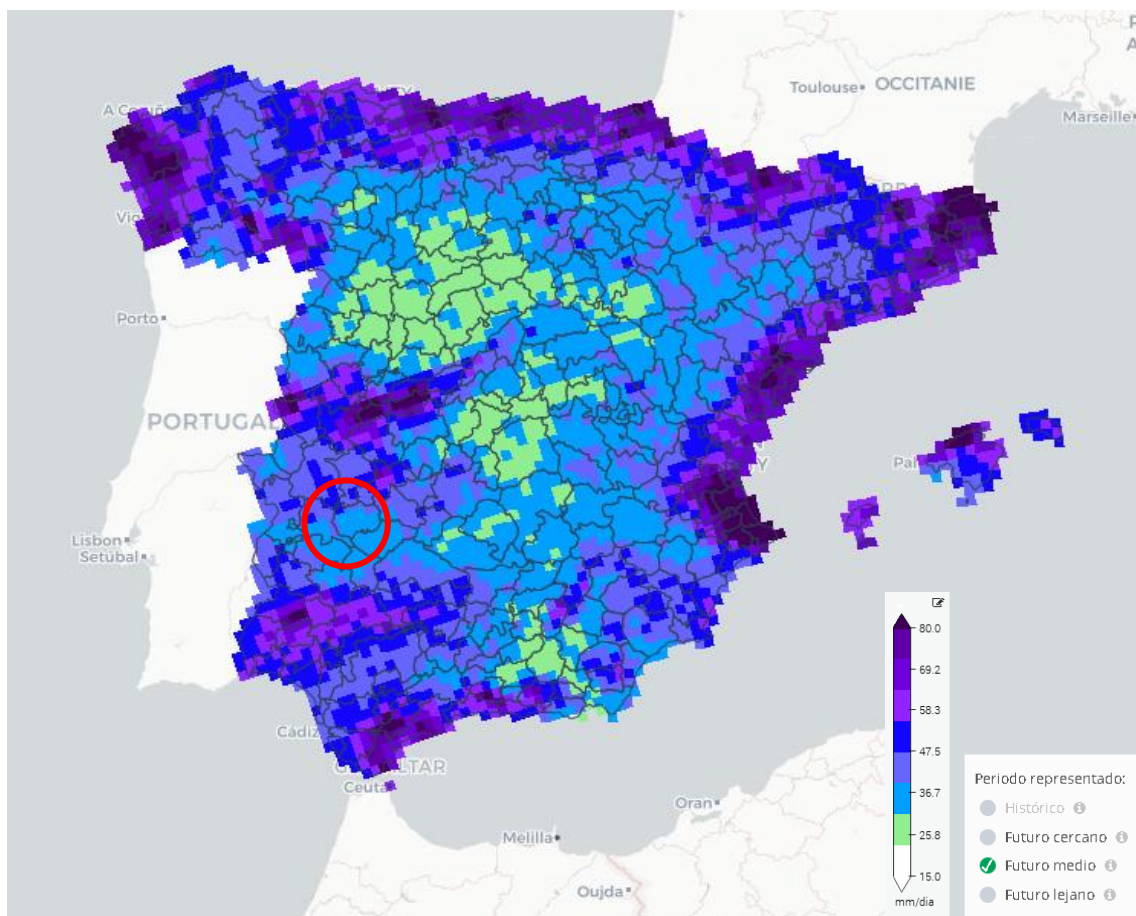 Toulouse
OCCITANIE
A Coruña
Marseille
Porto
PORTUGAL
Lisbon
Setúbal
Cádiz
Ceuta
Melilla
Oran
Oujda
80.0
69.2
58.3
47.5
36.7
25.8
15.0
mm/dia
Periodo representado:
Histórico
Futuro cercano
Futuro medio
Futuro lejano